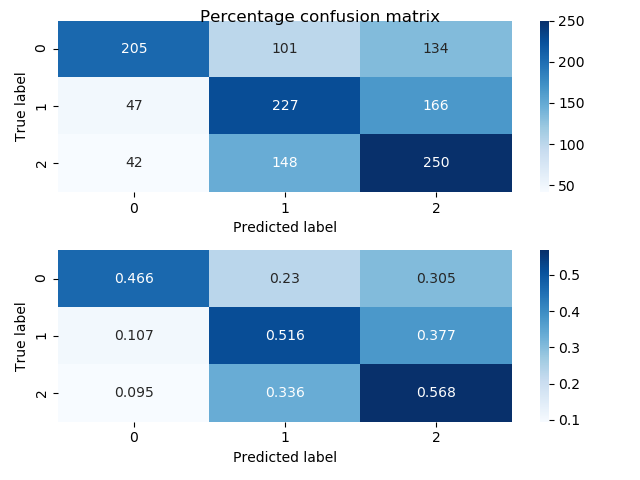 Percentage confusion matrix
True label
0 205 101 134
1 47 227 166
2 42 148 250
0 1 2
Predicted label
250
200
150
100
50
True label
0 0.466 0.23 0.305
1 0.107 0.516 0.377
2 0.095 0.336 0.568
0 1 2
Predicted label
0.5
0.4
0.3
0.2
0.1